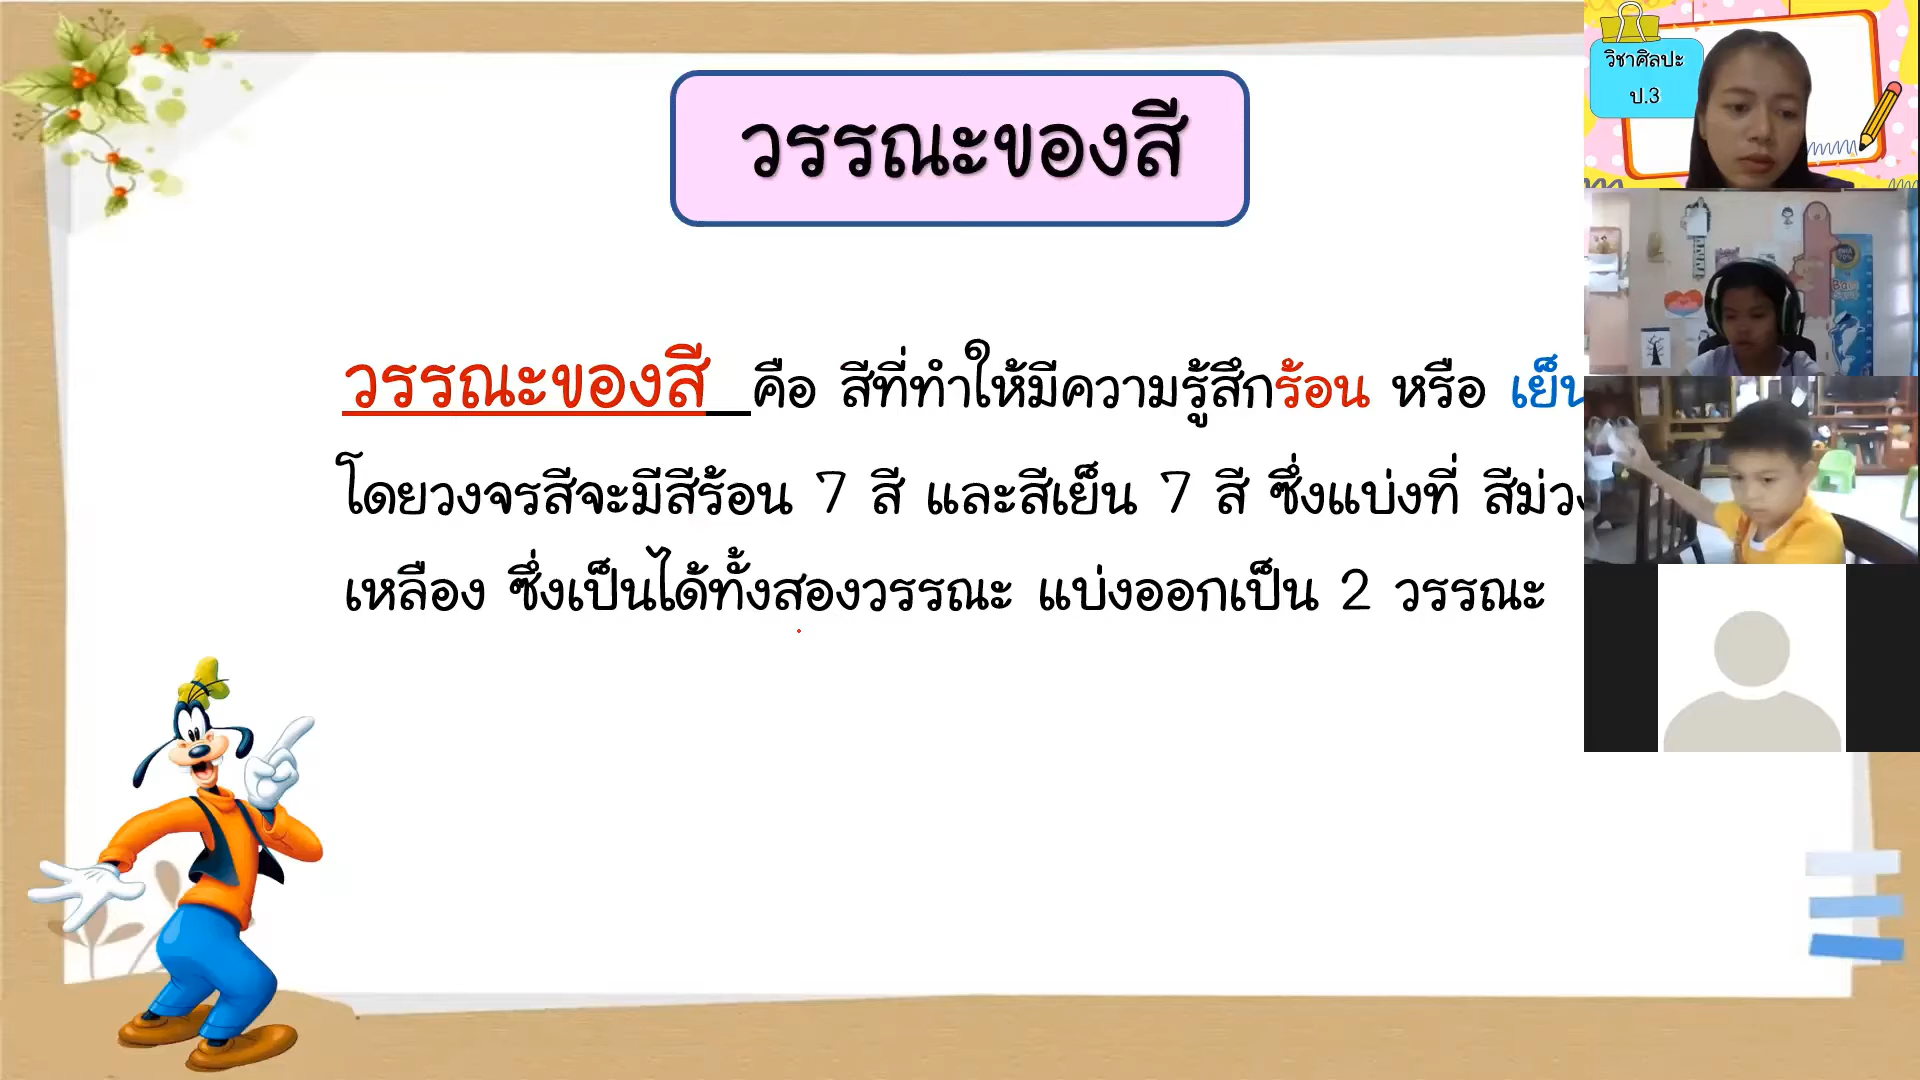 วรรณะของสี
วิชาศิลปะ
ป.3
วรรณะของสี คือ สีที่ทำให้มีความรู้สึกร้อน หรือ เย็น
โดยวงจรสีจะมีสีร้อน 7 สี และสีเย็น 7 สี ซึ่งแบ่งที่ สีม่วง
เหลือง ซึ่งเป็นได้ทั้งสองวรรณะ แบ่งออกเป็น 2 วรรณะ